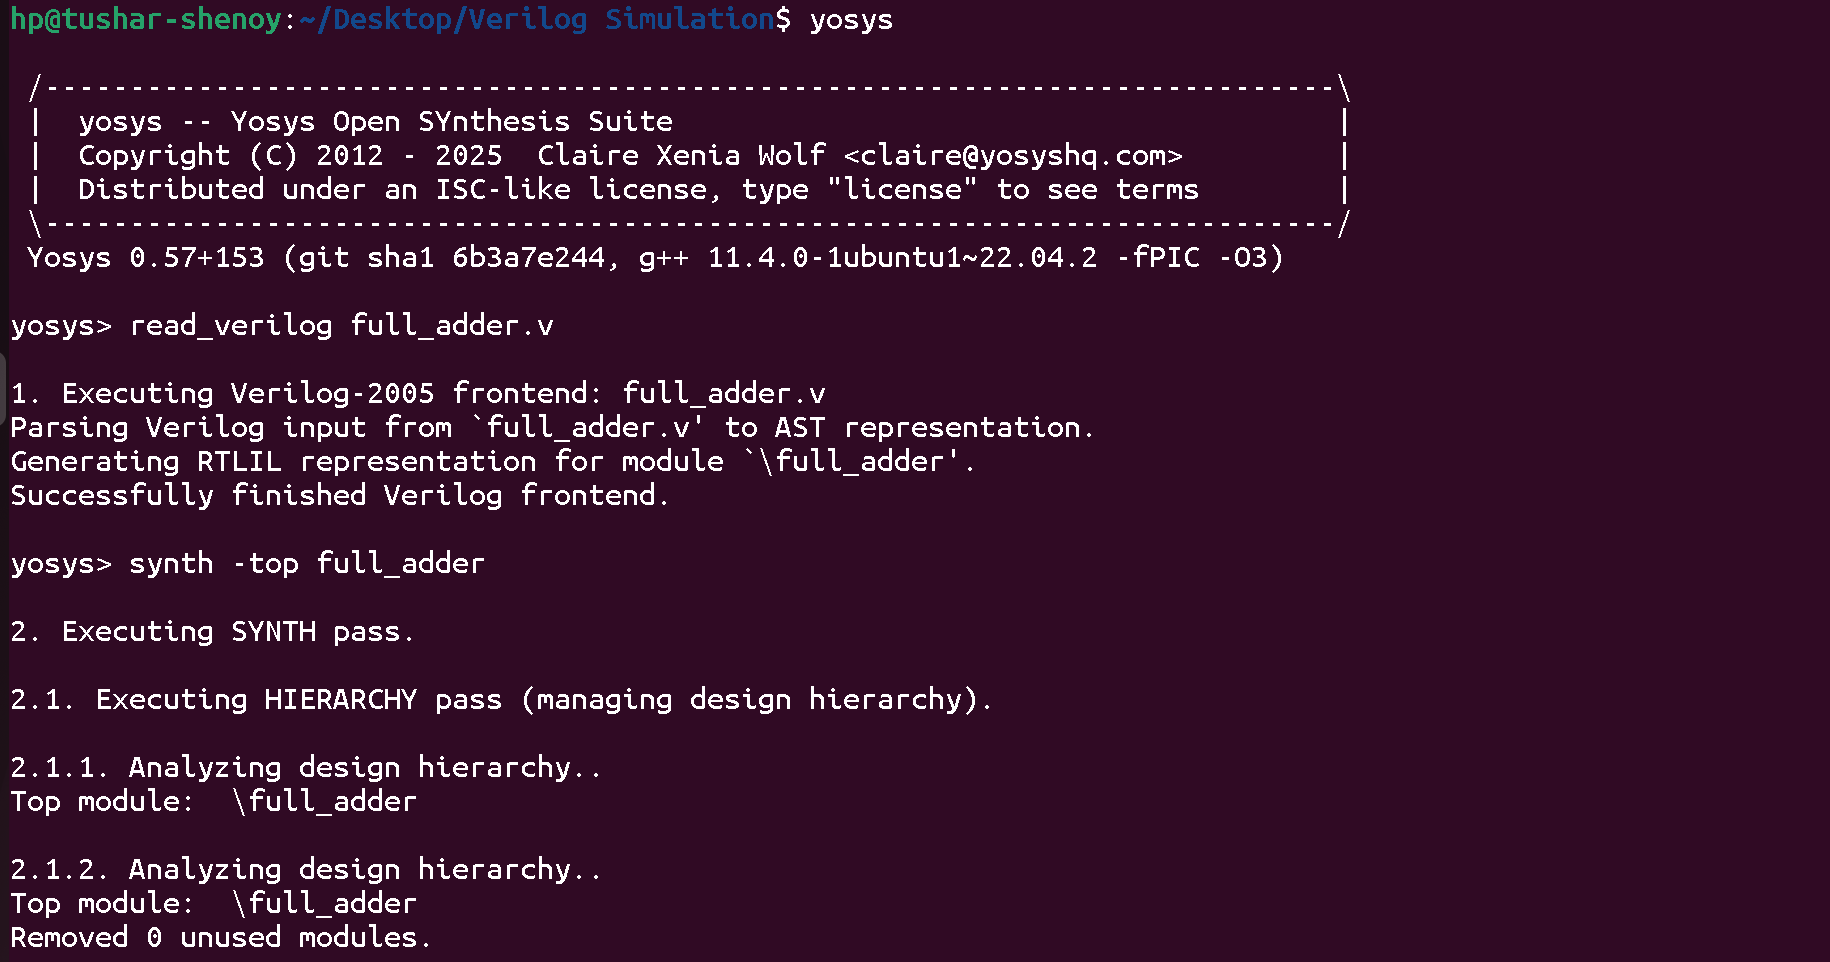 hp@tushar-shenoy:~/Desktop/Verilog Simulation$ yosys
/----------------------------------------------------------------------------\
|  yosys -- Yosys Open SYnthesis Suite                                       |
|  Copyright (C) 2012 - 2025  Claire Xenia Wolf <claire@yosyshq.com>         |
|  Distributed under an ISC-like license, type "license" to see terms        |
\----------------------------------------------------------------------------/
Yosys 0.57+153 (git sha1 6b3a7e244, g++ 11.4.0-1ubuntu1~22.04.2 -fPIC -O3)
yosys> read_verilog full_adder.v
1. Executing Verilog-2005 frontend: full_adder.v
Parsing Verilog input from `full_adder.v' to AST representation.
Generating RTLIL representation for module `\full_adder'.
Successfully finished Verilog frontend.
yosys> synth -top full_adder
2. Executing SYNTH pass.
2.1. Executing HIERARCHY pass (managing design hierarchy).
2.1.1. Analyzing design hierarchy..
Top module:  \full_adder
2.1.2. Analyzing design hierarchy..
Top module:  \full_adder
Removed 0 unused modules.